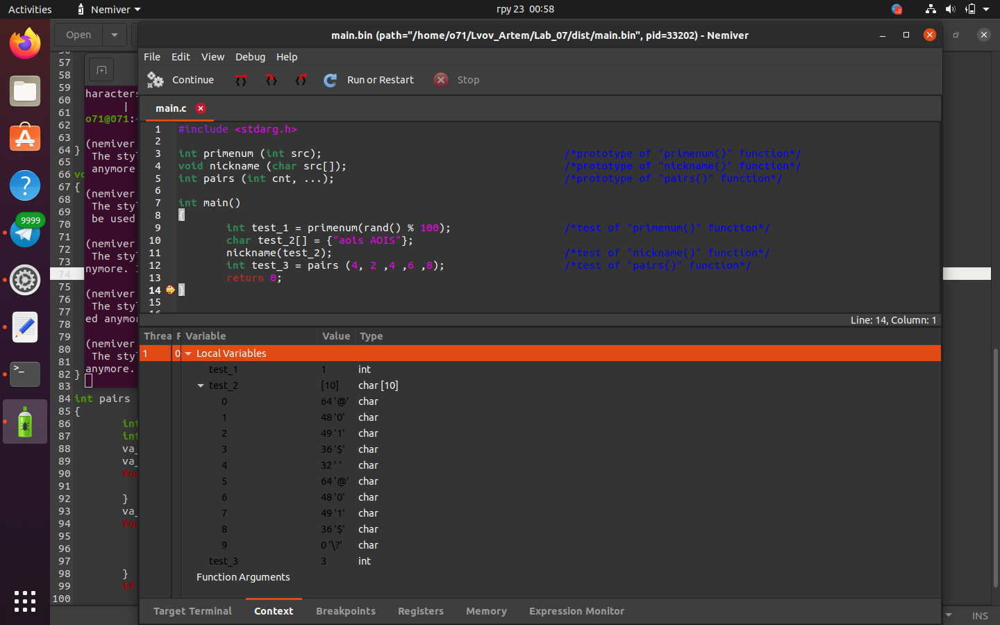 Activities
Nemiver
гру 23 00:58
Open
main.bin (path="/home/o71/Lvov_Artem/Lab_07/dist/main.bin", pid=33202) - Nemiver
File Edit View Debug Help
Continue
Run or Restart
Stop
main.c
1 #include <stdarg.h>
2
3 int primenum (int src); /*prototype of "primenum()" function*/
4 void nickname (char src[]); /*prototype of "nickname()" function*/
5 int pairs (int cnt, ...); /*prototype of "pairs()" function*/
6
7 int main()
8 {
9 int test_1 = primenum(rand() % 100); /*test of "primenum()" function*/
10 char test_2[] = {"aois AOIS"};
11 nickname(test_2); /*test of "nickname()" function*/
12 int test_3 = pairs (4, 2 ,4 ,6 ,8); /*test of "pairs()" function*/
13 return 0;
14 }
15
Line: 14, Column: 1
Threa F Variable Value Type
1 0 Local Variables
test_1 1 int
test_2 [10] char [10]
0 64 '@' char
1 48 '0' char
2 49 '1' char
3 36 '$' char
4 32 ' ' char
5 64 '@' char
6 48 '0' char
7 49 '1' char
8 36 '$' char
9 0 '\?' char
test_3 3 int
Function Arguments
Target Terminal Context Breakpoints Registers Memory Expression Monitor
haracters
|
o71@071:
(nemiver
The sty
anymore
(nemiver
The sty
be used
(nemiver
The sty
nymore.
(nemiver
The sty
ed anymor
(nemiver
The sty
anymore.
57
58
59
60
61
62
63
64 }
65
66 vo
67 {
68
69
70
71
72
73
74
75
76
77
78
79
80
81
82 }
83
84 int pairs
85 {
86 int
87 int
88 va_
89 va_
90 for
91
92 }
93 va_
94 for
95
96
97
98 }
99 if
100
INS
9999
2